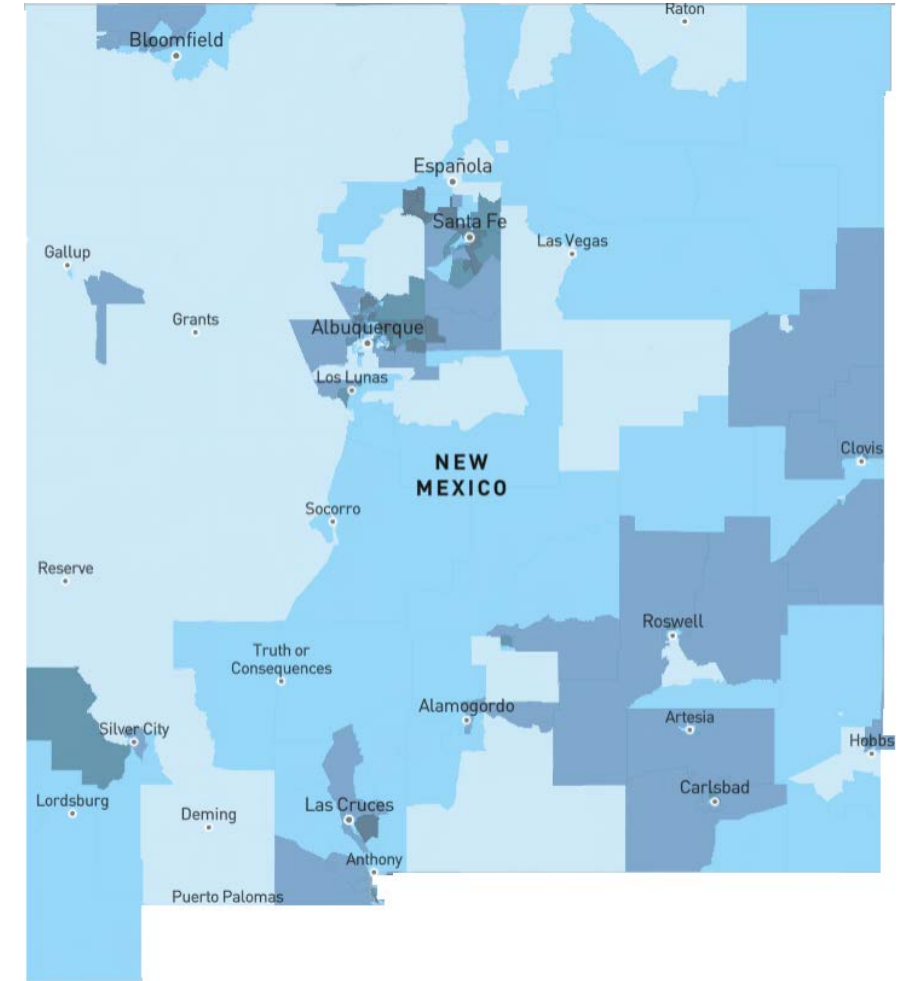 Raton
Bloomfield
Española
Santa Fe
Las Vegas
Gallup
Grants
Albuquerque
Los Lunas
Clovis
NEW
MEXICO
Socorro
Reserve
Roswell
Truth or
Consequences
Alamogordo
Artesia
Silver City
Hobbs
Carlsbad
Lordsburg
Las Cruces
Deming
Anthony
Puerto Palomas